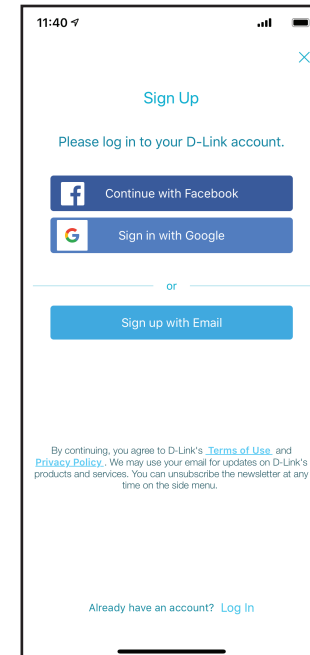 11:40
Sign Up
Please log in to your D-Link account.
Continue with Facebook
G Sign in with Google
or
Sign up with Email
By continuing, you agree to D-Link's Terms of Use and
Privacy Policy . We may use your email for updates on D-Link's
products and services. You can unsubscribe the newsletter at any
time on the side menu.
Already have an account? Log In